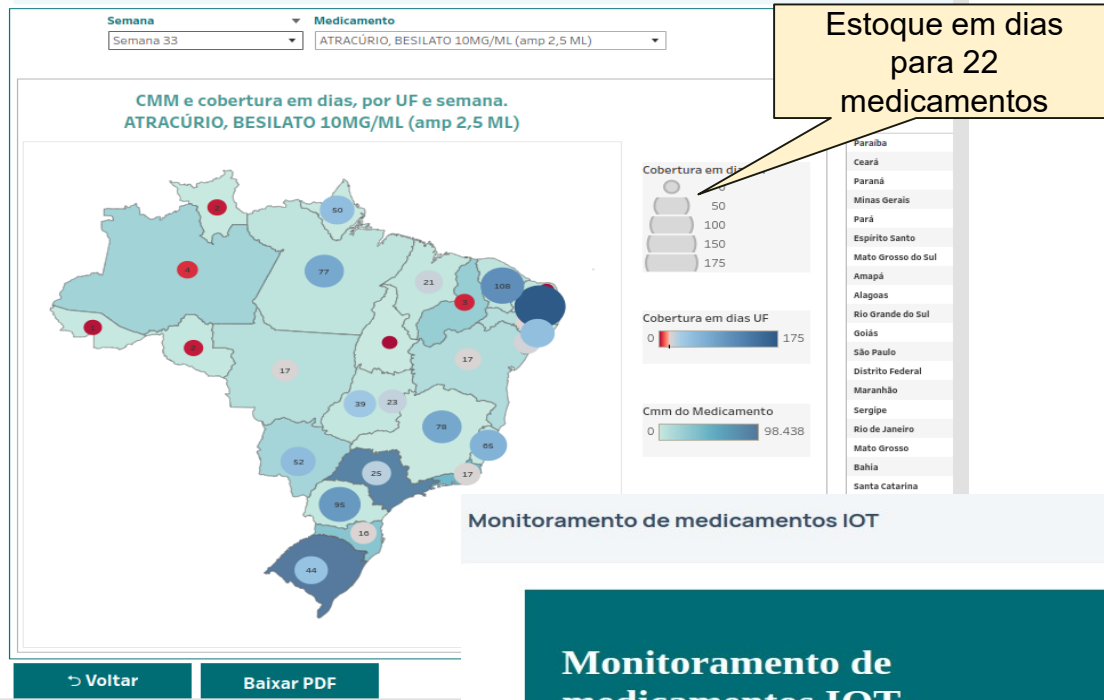 Semana
Medicamento
Semana 33
ATRACÚRIO, BESILATO 10MG/ML (amp 2,5 ML)
Estoque em dias
para 22
medicamentos
CMM e cobertura em dias, por UF e semana.
ATRACÚRIO, BESILATO 10MG/ML (amp 2,5 ML)
2
50
4
77
21
108
3
17
17
39
23
78
65
52
25
17
95
16
44
Cobertura em
50
100
150
175
Cobertura em dias UF
0
175
Cmm do Medicamento
0
98.438
Paraíba
Ceará
Paraná
Minas Gerais
Pará
Espírito Santo
Mato Grosso do Sul
Amapá
Alagoas
Rio Grande do Sul
Goiás
São Paulo
Distrito Federal
Maranhão
Sergipe
Rio de Janeiro
Mato Grosso
Bahia
Santa Catarina
Monitoramento de medicamentos IOT
Monitoramento de
medicamentos IOT
Voltar
Baixar PDF